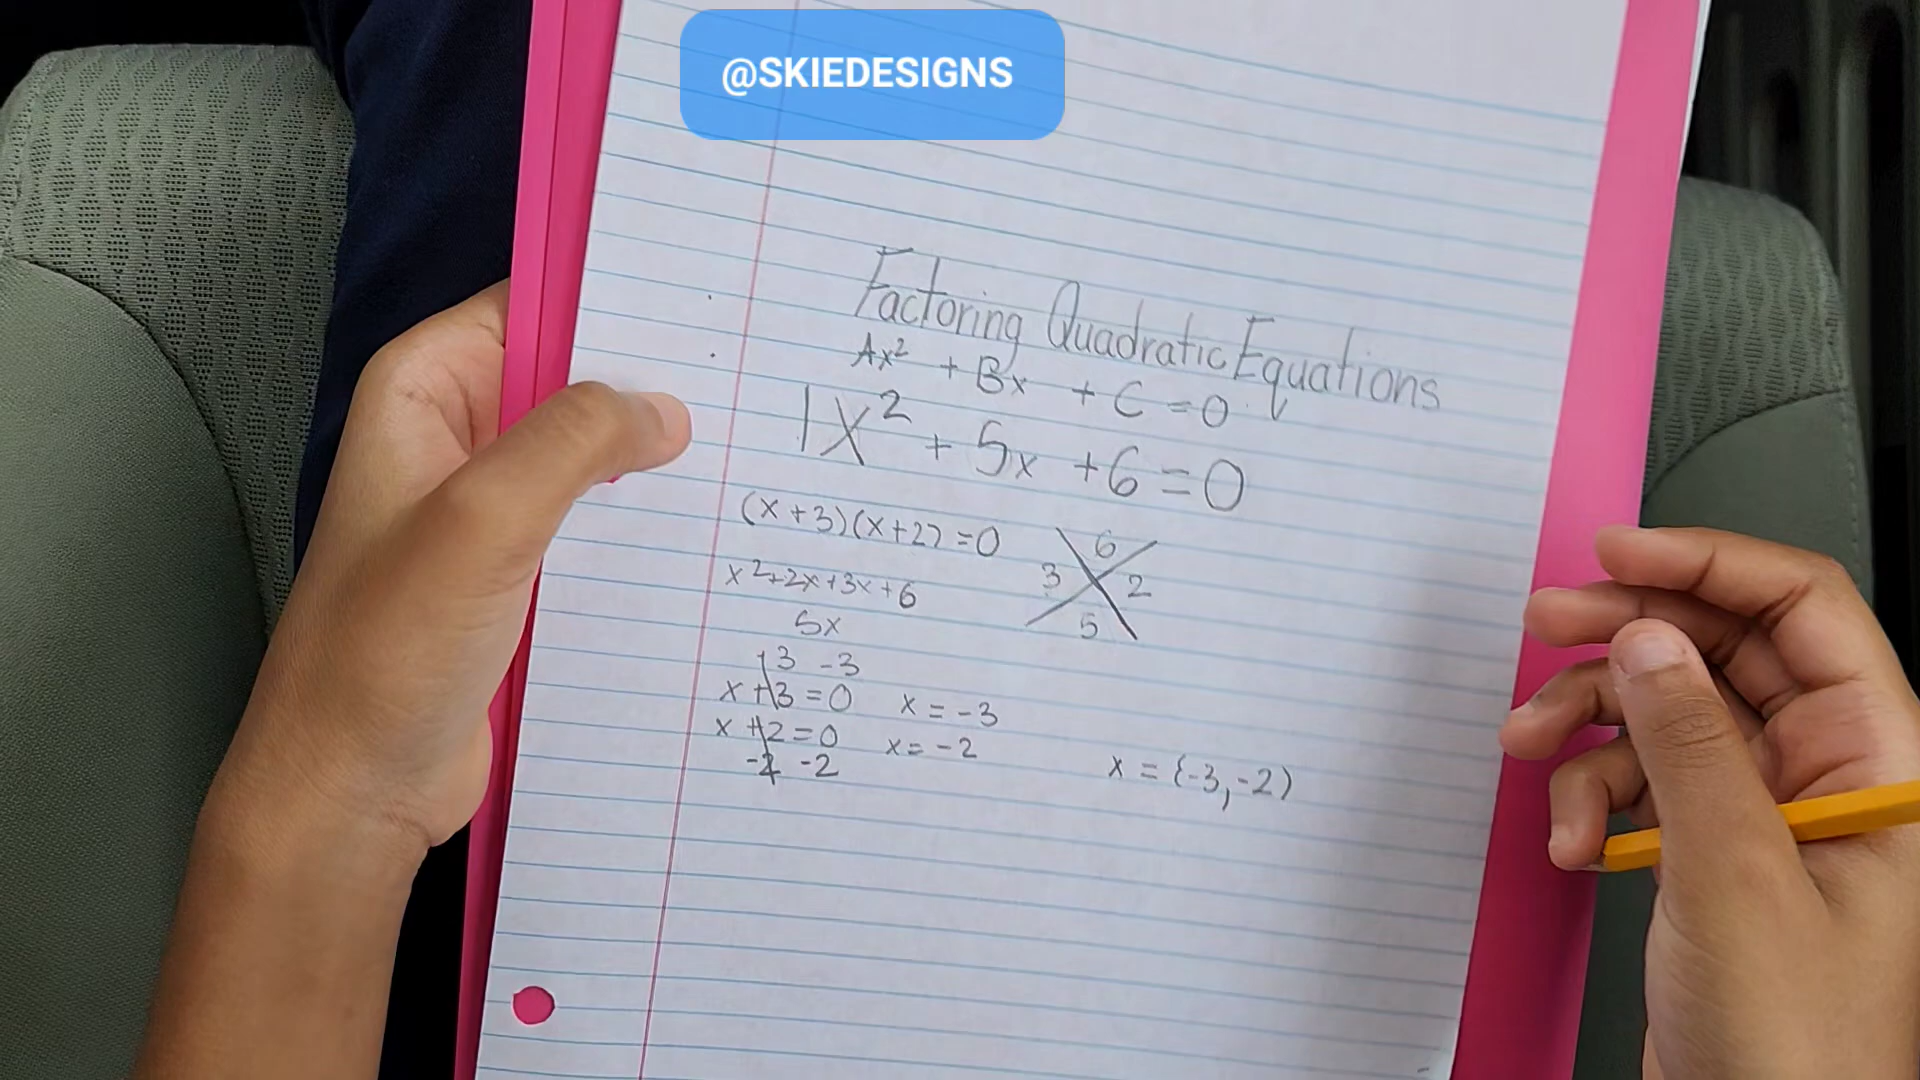 @SKIEDESIGNS
Factoring Quadratic Equations
Ax² + Bx + C = 0
1x² + 5x + 6 = 0
(x+3)(x+2) = 0
6
3 2
5
x²+2x+3x+6
5x
-3 -3
x+3 = 0 x = -3
x+2 = 0 x = -2
-2 -2
x = {-3, -2)